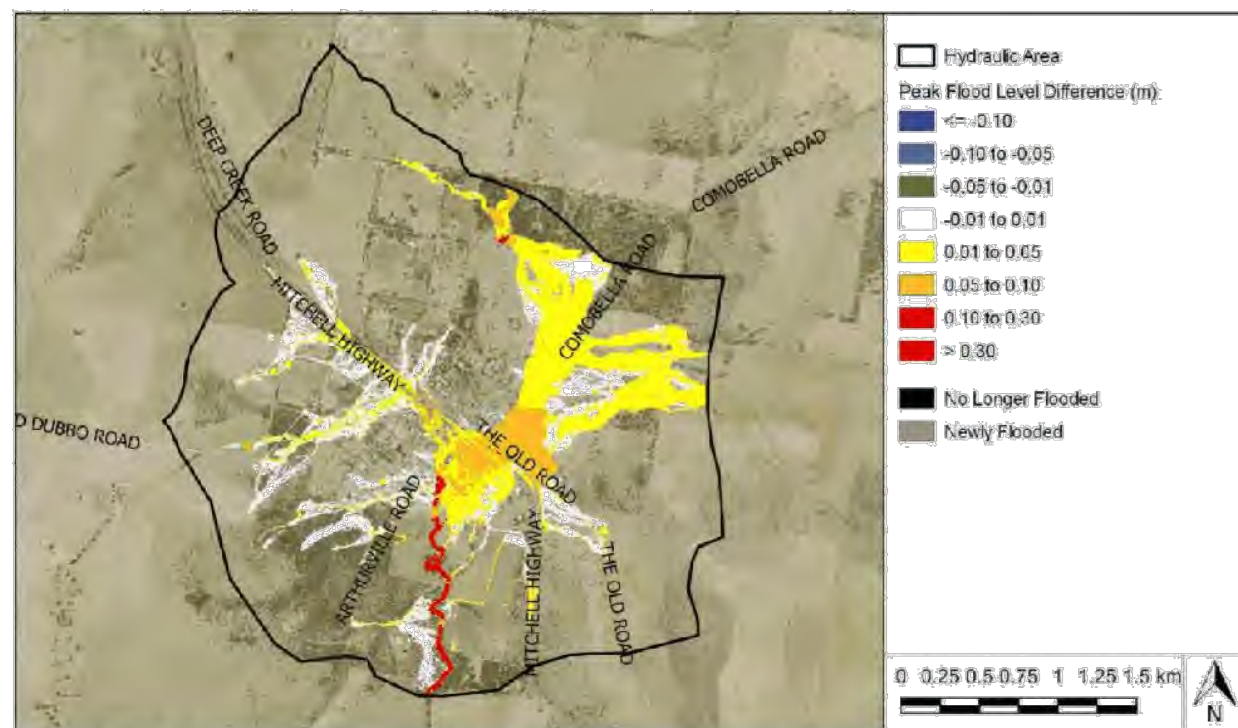 DEEP CREEK ROAD
COMOBELLA ROAD
COMOBELLA ROAD
MITCHELL HIGHWAY
D DUBBO ROAD
THE OLD ROAD
ARTHURVILLE ROAD
MITCHELL HIGHWAY
THE OLD ROAD
Hydraulic Area
Peak Flood Level Difference (m)
<= -0.10
-0.10 to -0.05
-0.05 to -0.01
-0.01 to 0.01
0.01 to 0.05
0.05 to 0.10
0.10 to 0.30
> 0.30
No Longer Flooded
Newly Flooded
0 0.25 0.5 0.75 1 1.25 1.5 km
N